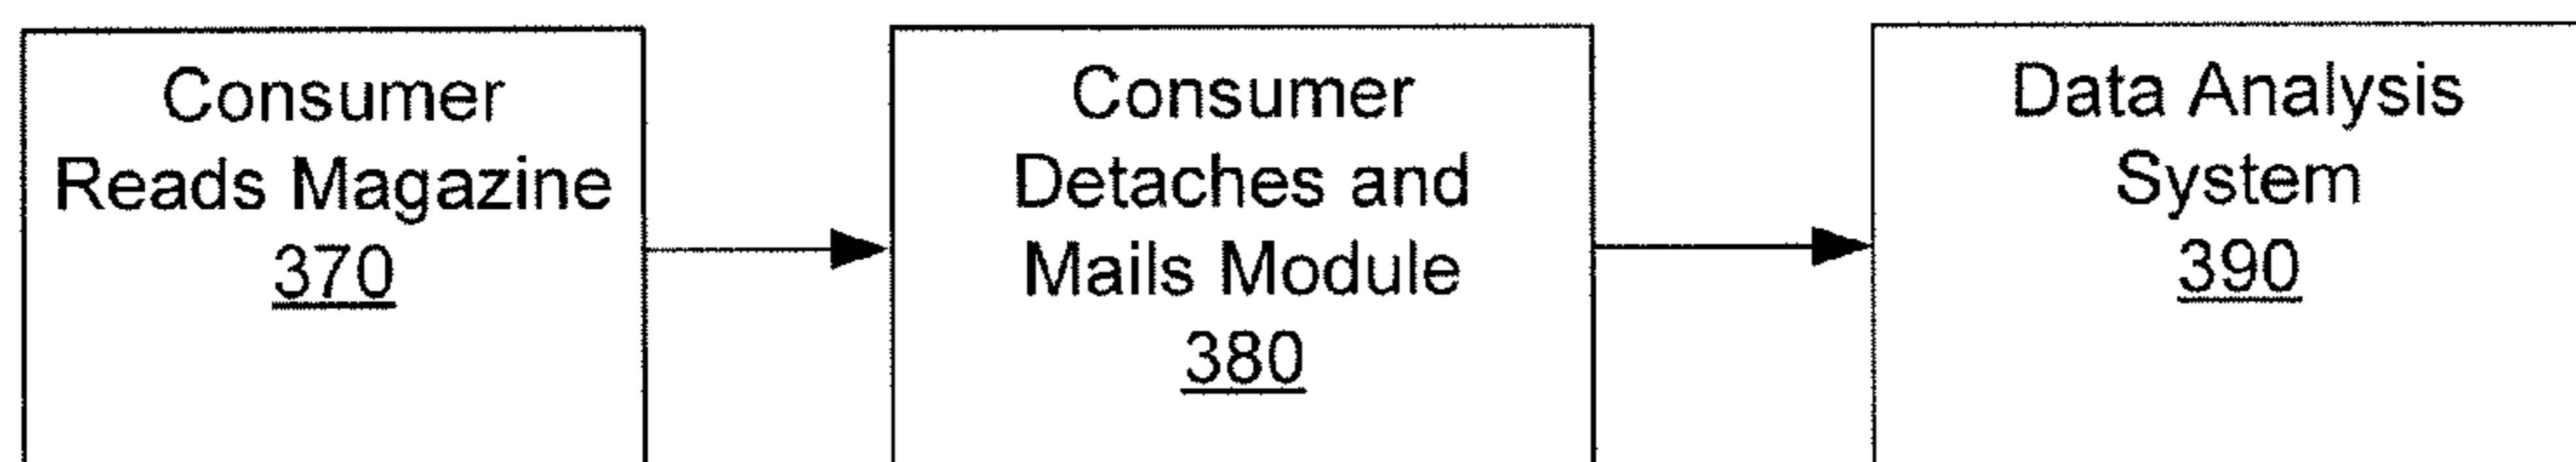 Consumer
Reads Magazine
370
Consumer
Detaches and
Mails Module
380
Data Analysis
System
390